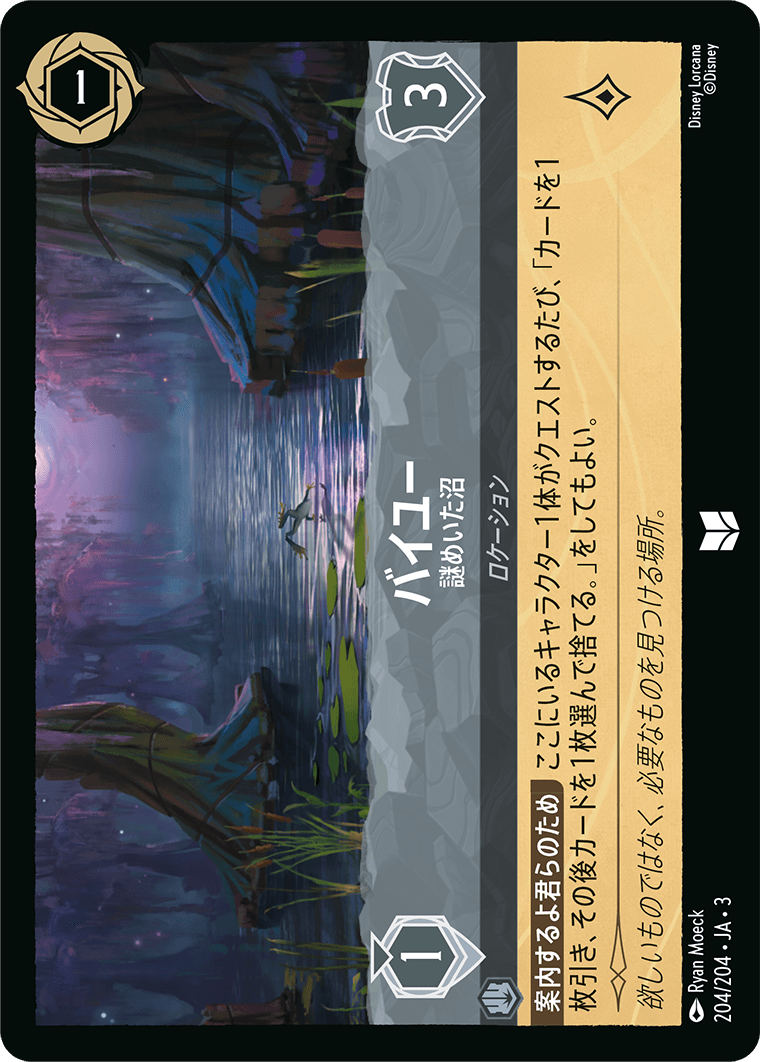 1
バイユー
謎めいた沼
1
3
ロケーション
案内するよ君らのため ここにいるキャラクター1体がクエストするたび、「カードを1
枚引き、その後カードを1枚選んで捨てる。」をしてもよい。
欲しいものではなく、必要なものを見つける場所。
Ryan Moeck
204/204・JA・3
Disney Lorcana
©Disney